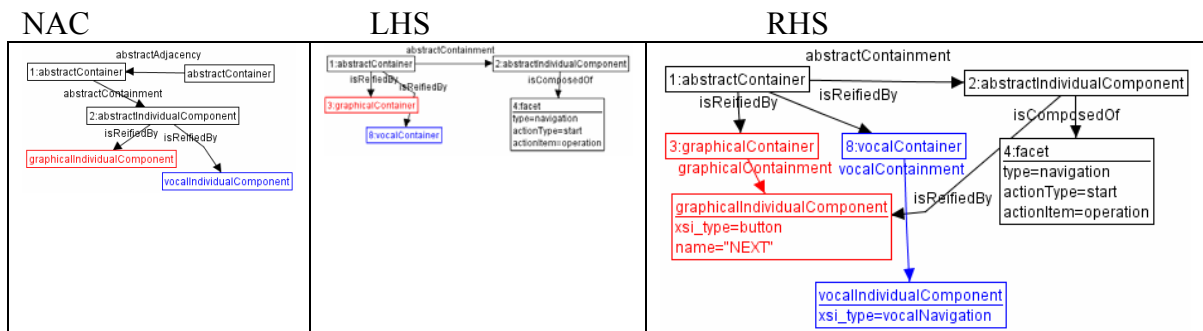 NAC
LHS
RHS
abstractAdjacency
1:abstractContainer
abstractContainer
abstractContainment
2:abstractIndividualComponent
isReifiedBy
isReifiedBy
graphicalIndividualComponent
vocalIndividualComponent
abstractContainment
1:abstractContainer
2:abstractIndividualComponent
isReifiedBy
isReifiedBy
isComposedOf
3:graphicalContainer
8:vocalContainer
4:facet
type=navigation
actionType=start
actionItem=operation
abstractContainment
1:abstractContainer
2:abstractIndividualComponent
isReifiedBy
isReifiedBy
isComposedOf
3:graphicalContainer
8:vocalContainer
graphicalContainment
vocalContainment
4:facet
type=navigation
actionType=start
actionItem=operation
isReifiedBy
graphicalIndividualComponent
xsi_type=button
name="NEXT"
vocalIndividualComponent
xsi_type=vocalNavigation